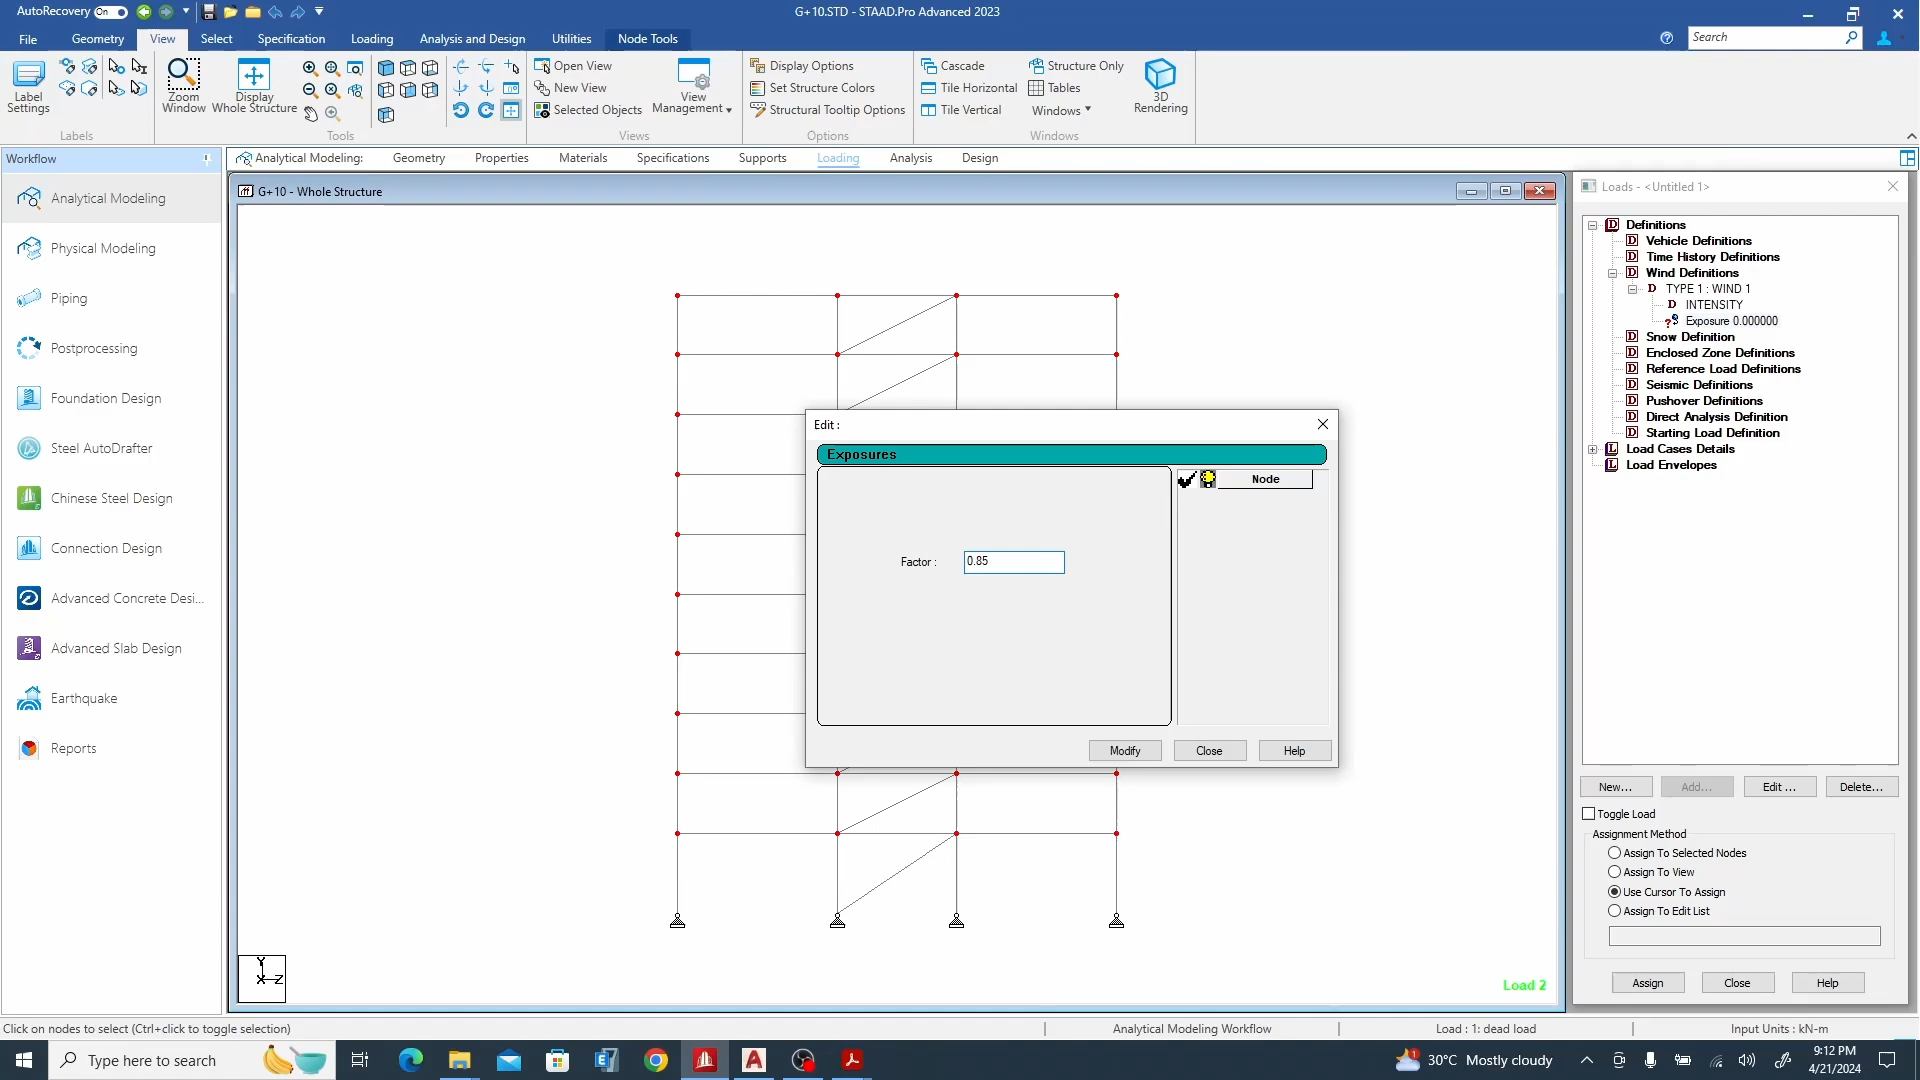 AutoRecovery On
G+10.STD - STAAD.Pro Advanced 2023
File Geometry View Select Specification Loading Analysis and Design Utilities Node Tools
Search
Label Settings
Labels
Zoom Window
Display Whole Structure
Tools
Open View
New View
Selected Objects
View Management
Views
Display Options
Set Structure Colors
Structural Tooltip Options
Options
Cascade
Tile Horizontal
Tile Vertical
Structure Only
Tables
Windows
Windows
3D Rendering
Workflow
Analytical Modeling
Physical Modeling
Piping
Postprocessing
Foundation Design
Steel AutoDrafter
Chinese Steel Design
Connection Design
Advanced Concrete Desi...
Advanced Slab Design
Earthquake
Reports
Analytical Modeling: Geometry Properties Materials Specifications Supports Loading Analysis Design
G+10 - Whole Structure
Edit :
Exposures
Factor : 0.85
Node
Modify Close Help
Y
X Z
Load 2
Loads - <Untitled 1>
Definitions
Vehicle Definitions
Time History Definitions
Wind Definitions
TYPE 1 : WIND 1
INTENSITY
Exposure 0.000000
Snow Definition
Enclosed Zone Definitions
Reference Load Definitions
Seismic Definitions
Pushover Definitions
Direct Analysis Definition
Starting Load Definition
Load Cases Details
Load Envelopes
New... Add... Edit ... Delete...
Toggle Load
Assignment Method
Assign To Selected Nodes
Assign To View
Use Cursor To Assign
Assign To Edit List
Assign Close Help
Click on nodes to select (Ctrl+click to toggle selection)
Analytical Modeling Workflow
Load : 1: dead load
Input Units : kN-m
Type here to search
30°C Mostly cloudy
9:12 PM
4/21/2024